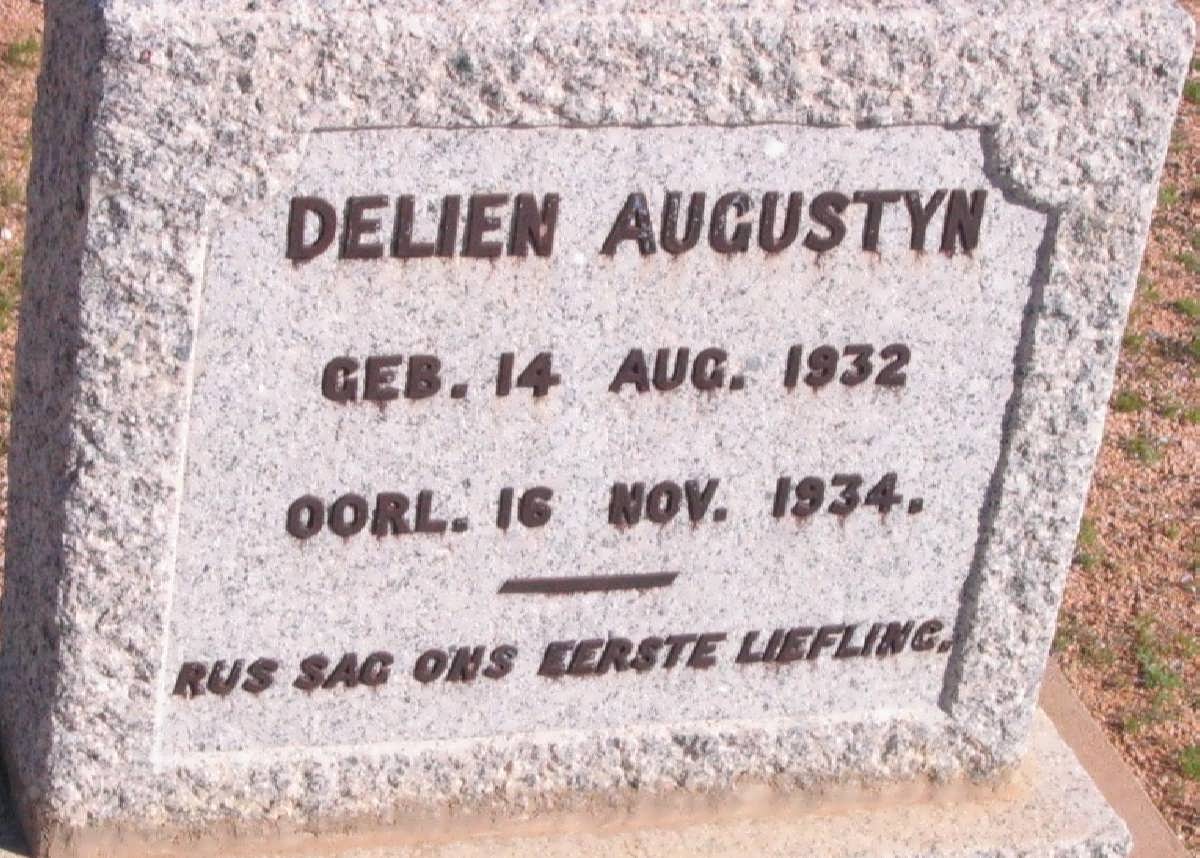 DELIEN AUGUSTYN
GEB. 14 AUG. 1932
OORL. 16 NOV. 1934.
RUS SAG ONS EERSTE LIEFLING.